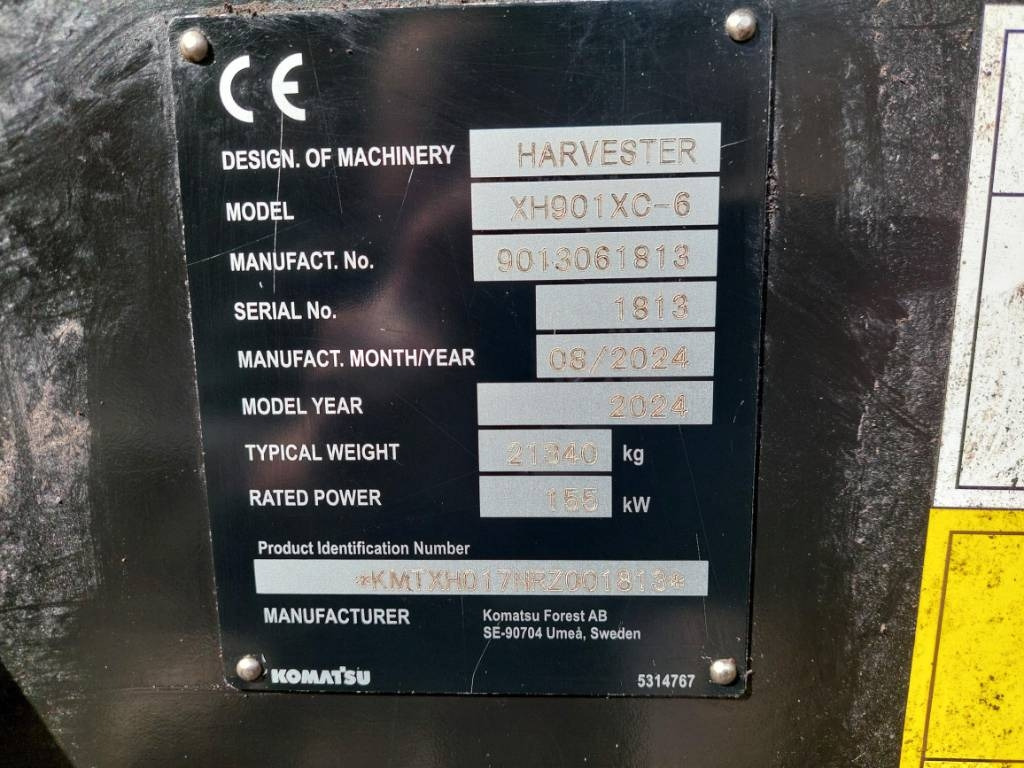 CE
DESIGN. OF MACHINERY HARVESTER
MODEL XH901XC-6
MANUFACT. No. 9013061813
SERIAL No. 1813
MANUFACT. MONTH/YEAR 08/2024
MODEL YEAR 2024
TYPICAL WEIGHT 21340 kg
RATED POWER 155 kW
Product Identification Number
*KMTXH017HRZ001813*
MANUFACTURER Komatsu Forest AB
SE-90704 Umeå, Sweden
KOMATSU 5314767